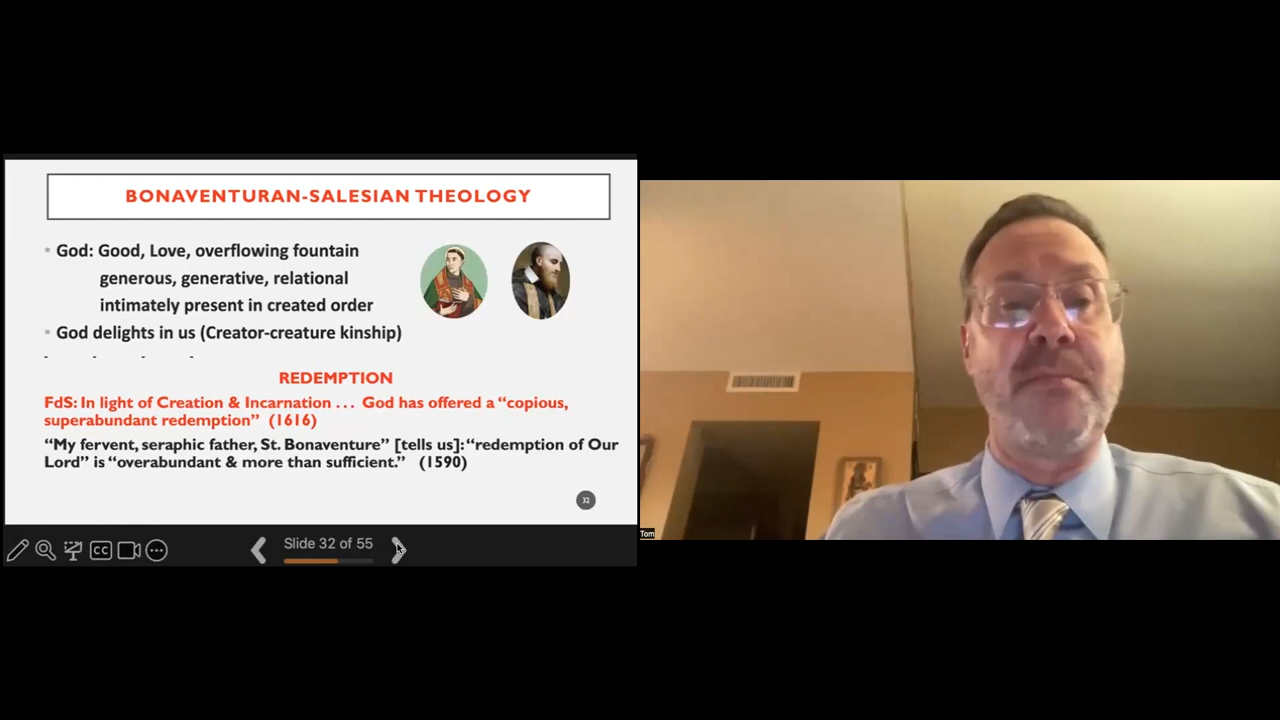 BONAVENTURAN-SALESIAN THEOLOGY
God: Good, Love, overflowing fountain
generous, generative, relational
intimately present in created order
God delights in us (Creator-creature kinship)
REDEMPTION
FdS: In light of Creation & Incarnation . . . God has offered a “copious,
superabundant redemption” (1616)
“My fervent, seraphic father, St. Bonaventure” [tells us]: “redemption of Our
Lord” is “overabundant & more than sufficient.” (1590)
32
CC
Slide 32 of 55
Tom